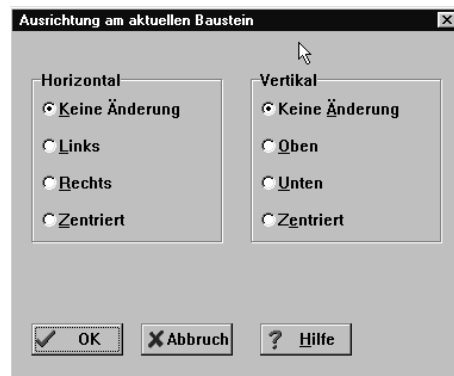 Ausrichtung am aktuellen Baustein
Horizontal
Keine Änderung
Links
Rechts
Zentriert
Vertikal
Keine Änderung
Oben
Unten
Zentriert
OK
Abbruch
? Hilfe